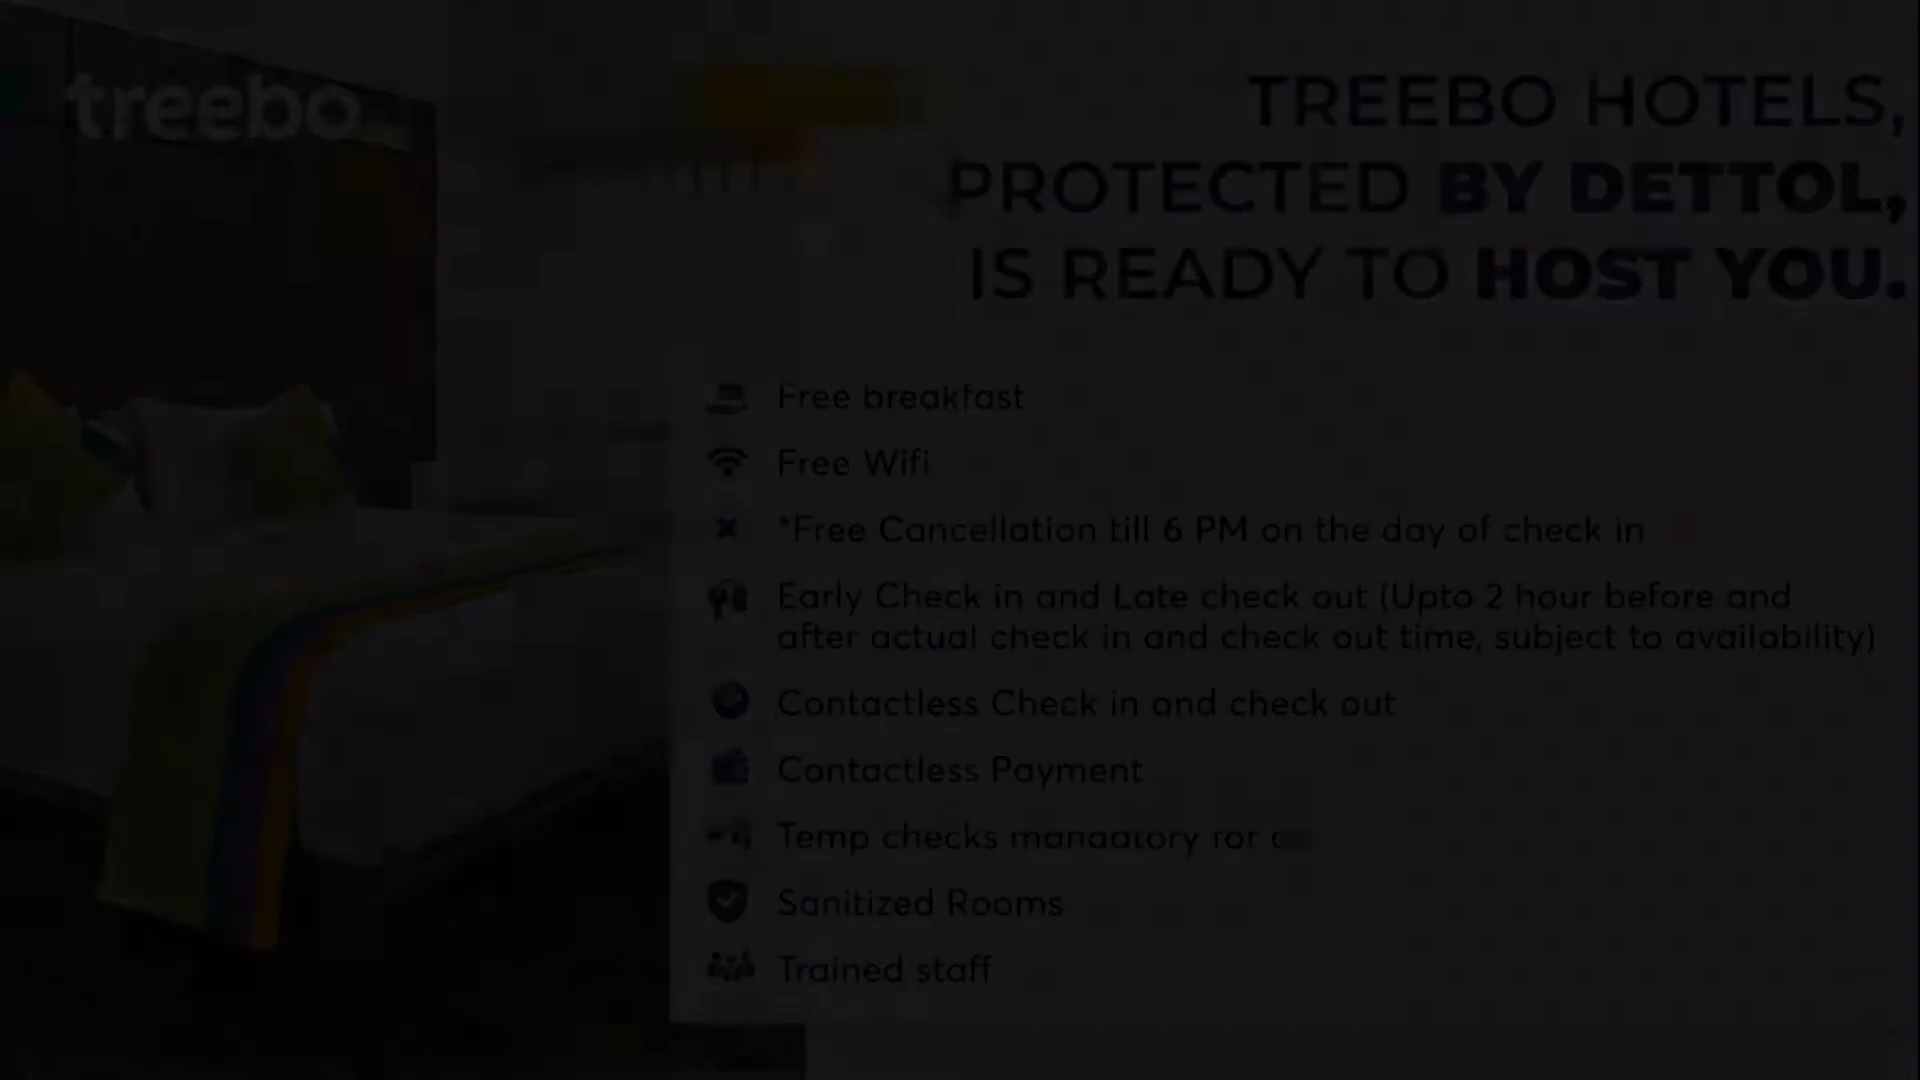 treebo
TREEBO HOTELS,
PROTECTED BY DETTOL,
IS READY TO HOST YOU.
Free breakfast
Free Wifi
*Free Cancellation till 6 PM on the day of check in
Early Check in and Late check out (Upto 2 hour before and
after actual check in and check out time, subject to availability)
Contactless Check in and check out
Contactless Payment
Temp checks mandatory for
Sanitized Rooms
Trained staff